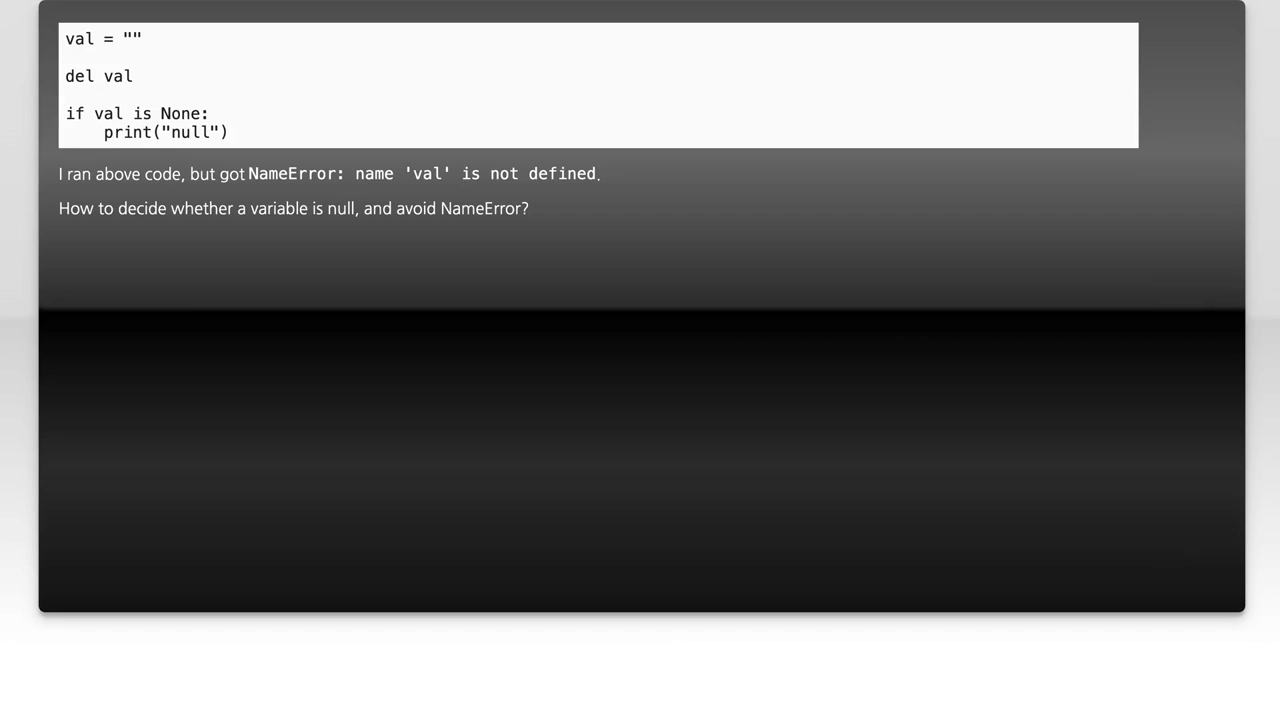 val = ""
del val
if val is None:
    print("null")
I ran above code, but got NameError: name 'val' is not defined.
How to decide whether a variable is null, and avoid NameError?